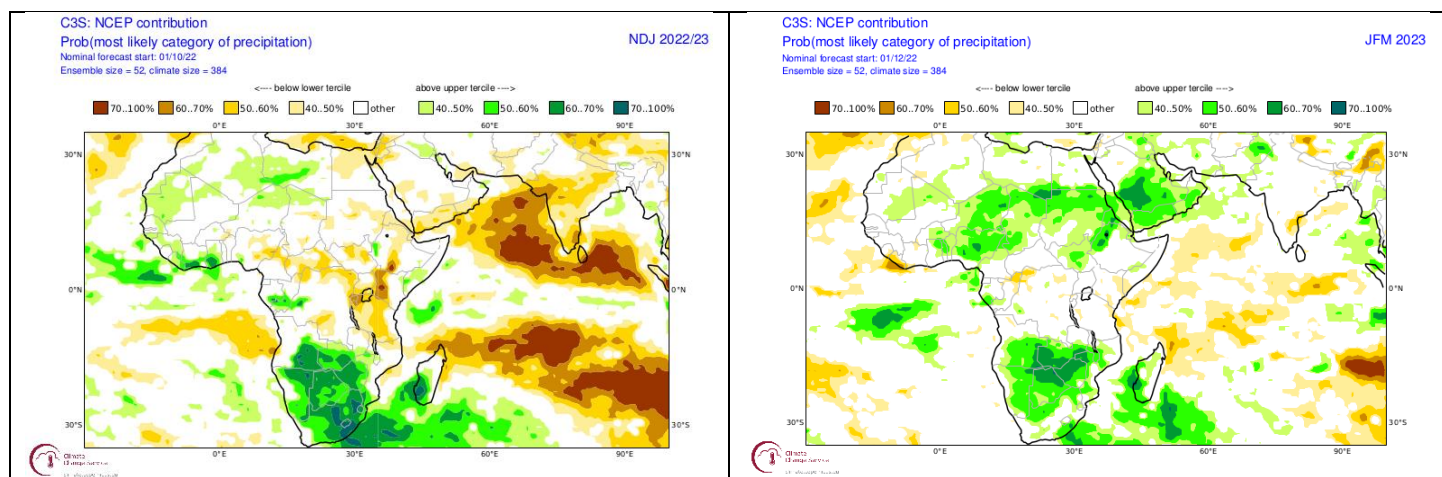 C3S: NCEP contribution
Prob(most likely category of precipitation)
NDJ 2022/23
Nominal forecast start: 01/10/22
Ensemble size = 52, climate size = 384
<---- below lower tercile
above upper tercile ---->
70..100% 60..70% 50..60% 40..50% other 40..50% 50..60% 60..70% 70..100%
0°E 30°E 60°E 90°E
30°N 30°N
0°N 0°N
30°S 30°S
0°E 30°E 60°E 90°E
Climate
Change Service
C3S: NCEP contribution
Prob(most likely category of precipitation)
JFM 2023
Nominal forecast start: 01/12/22
Ensemble size = 52, climate size = 384
<---- below lower tercile
above upper tercile ---->
70..100% 60..70% 50..60% 40..50% other 40..50% 50..60% 60..70% 70..100%
0°E 30°E 60°E 90°E
30°N 30°N
0°N 0°N
30°S 30°S
0°E 30°E 60°E 90°E
Climate
Change Service